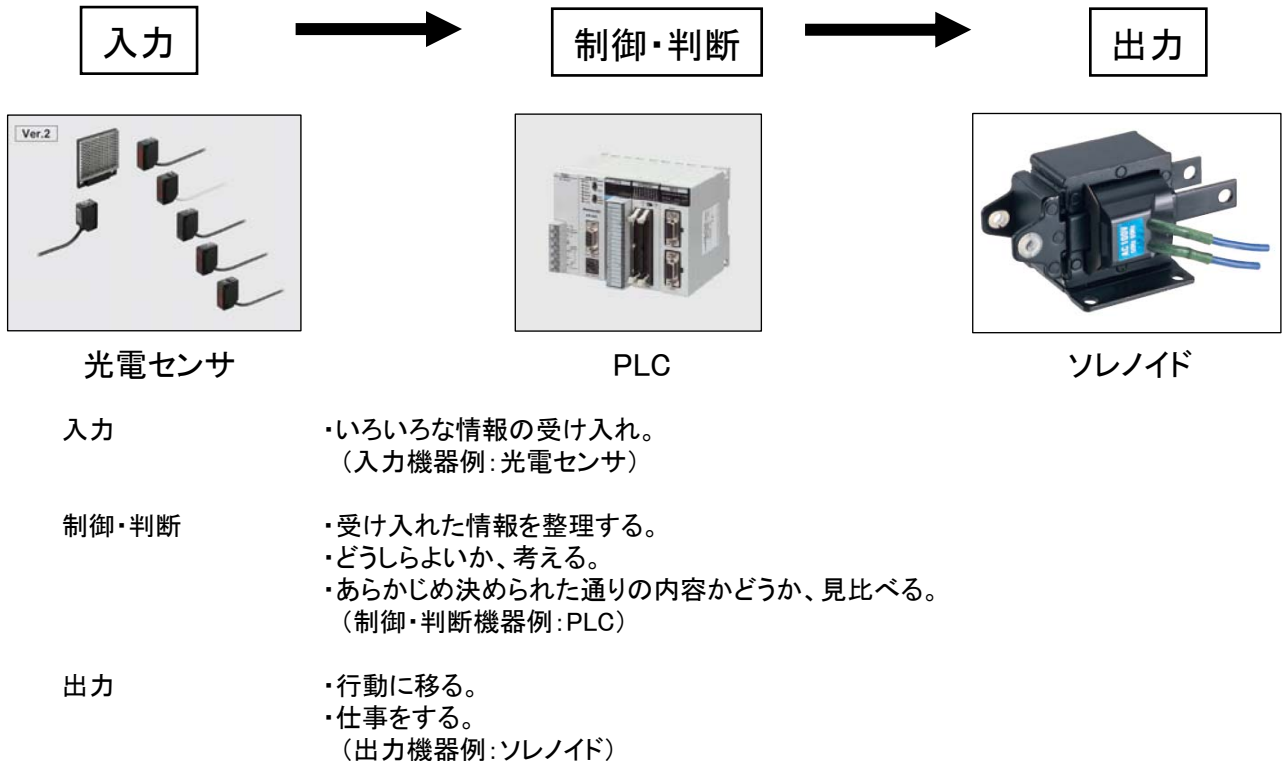 入力
制御・判断
出力
Ver.2
光電センサ
PLC
ソレノイド
入力
・いろいろな情報の受け入れ。
（入力機器例：光電センサ）
制御・判断
・受け入れた情報を整理する。
・どうしらよいか、考える。
・あらかじめ決められた通りの内容かどうか、見比べる。
（制御・判断機器例：PLC）
出力
・行動に移る。
・仕事をする。
（出力機器例：ソレノイド）